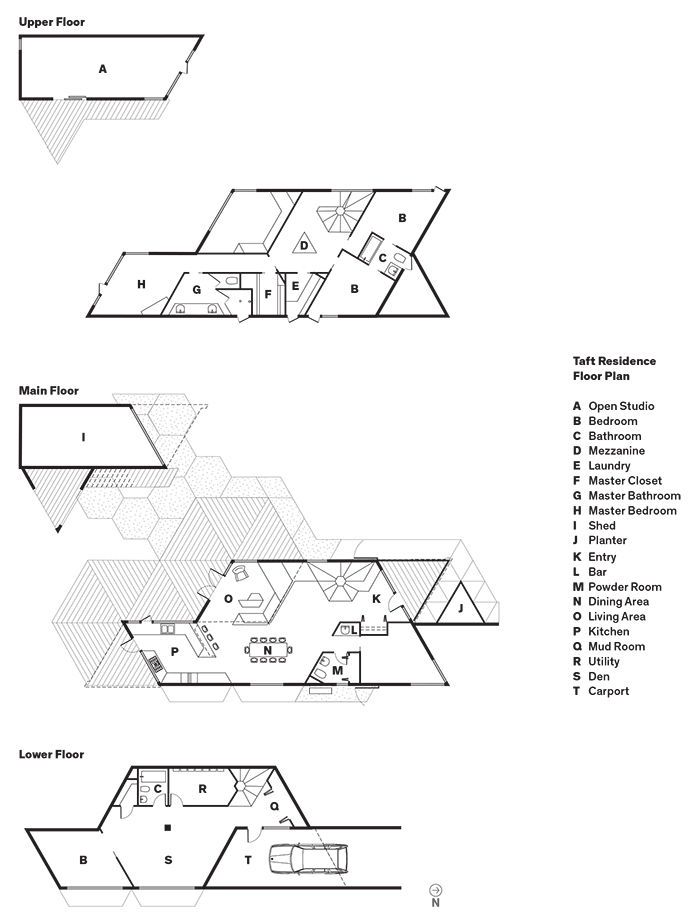 Upper Floor
A
B
D
C
H
G
F
E
B
Taft Residence
Floor Plan
Main Floor
A Open Studio
B Bedroom
C Bathroom
D Mezzanine
E Laundry
F Master Closet
G Master Bathroom
H Master Bedroom
I Shed
J Planter
K Entry
L Bar
M Powder Room
N Dining Area
O Living Area
P Kitchen
Q Mud Room
R Utility
S Den
T Carport
I
O
K
J
L
P
N
M
Lower Floor
C
R
Q
B
S
T
N